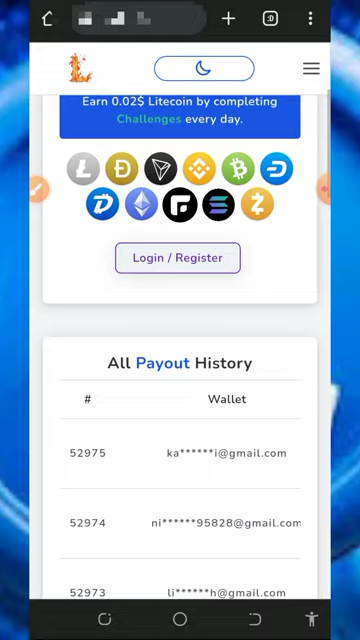 :D
Earn 0.02$ Litecoin by completing
Challenges every day.
Login / Register
All Payout History
# Wallet
52975 ka******i@gmail.com
52974 ni******95828@gmail.com
52973 li******h@gmail.com